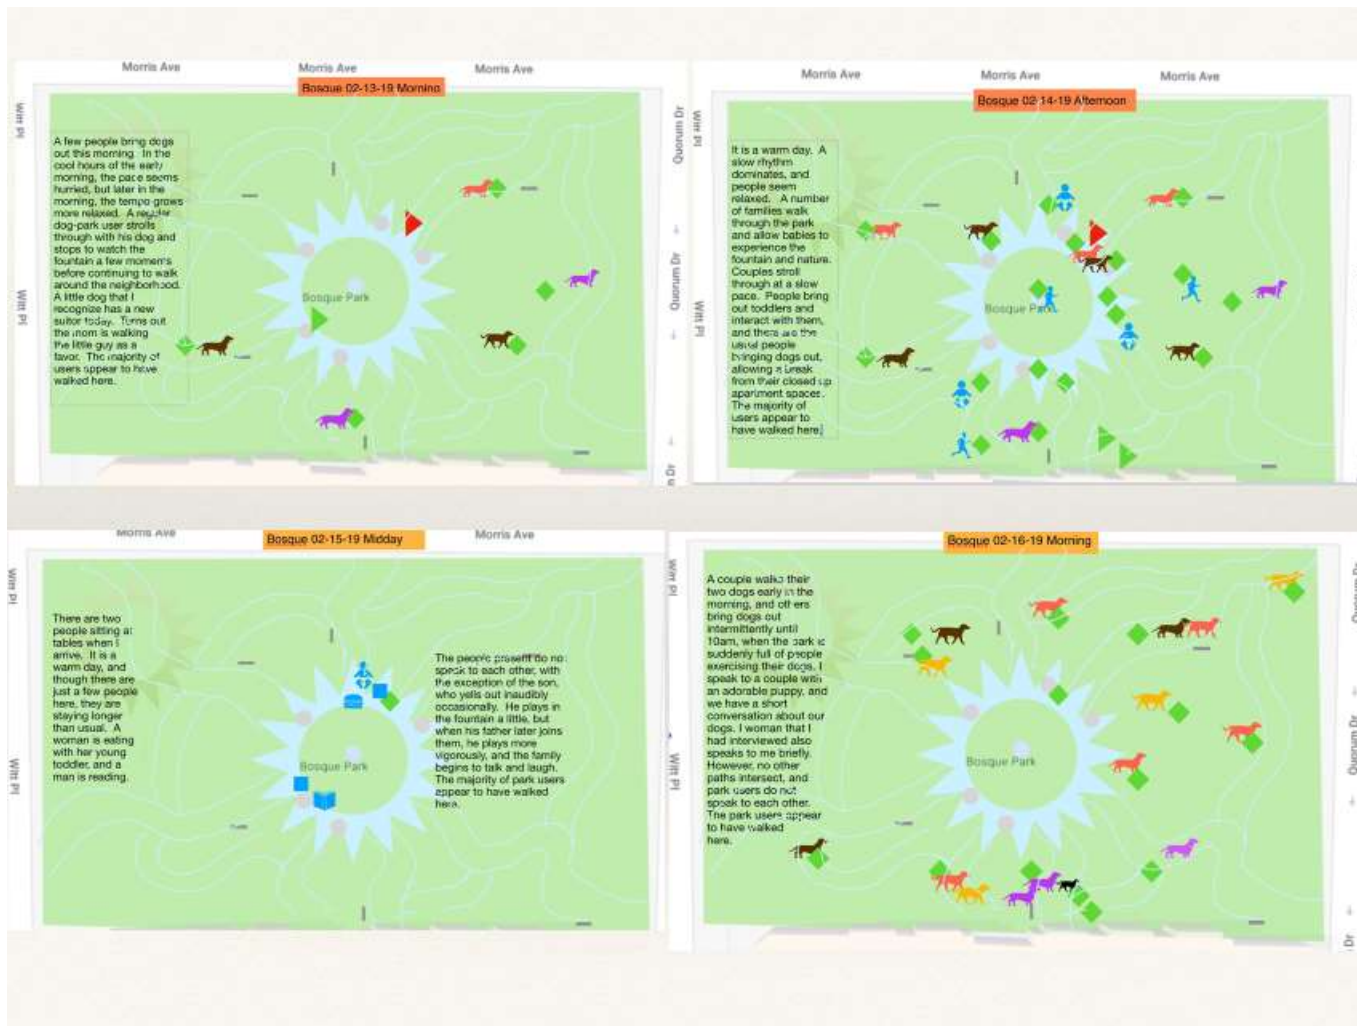 Morris Ave
Morris Ave
Morris Ave
Bosque 02-13-19 Morning
Witt Pl
Witt Pl
Quorum Dr
Quorum Dr
Dr
A few people bring dogs
out this morning. In the
cool hours of the early
morning, the pace seems
hurried, but later in the
morning, the tempo grows
more relaxed. A regular
dog-park user strolls
through with his dog and
stops to watch the
fountain a few moments
before continuing to walk
around the neighborhood.
A little dog that I
recognize has a new
suitor today. Turns out
the mom is walking
the little guy as a
favor. The majority of
users appear to have
walked here.
Bosque Park
Morris Ave
Morris Ave
Morris Ave
Bosque 02-14-19 Afternoon
Witt Pl
Witt Pl
It is a warm day. A
slow rhythm
dominates, and
people seem
relaxed. A number
of families walk
through the park
and allow babies to
experience the
fountain and nature.
Couples stroll
through at a slow
pace. People bring
out toddlers and
interact with them,
and there are the
usual people
bringing dogs out,
allowing a break
from their closed up
apartment spaces.
The majority of
users appear to
have walked here.
Bosque Park
Morris Ave
Bosque 02-15-19 Midday
Morris Ave
Witt Pl
Witt Pl
There are two
people sitting at
tables when I
arrive. It is a
warm day, and
though there are
just a few people
here, they are
staying longer
than usual. A
woman is eating
with her young
toddler, and a
man is reading.
Bosque Park
The people present do not
speak to each other, with
the exception of the son,
who yells out inaudibly
occasionally. He plays in
the fountain a little, but
when his father later joins
them, he plays more
vigorously, and the family
begins to talk and laugh.
The majority of park users
appear to have walked
here.
Bosque 02-16-19 Morning
Witt Pl
Witt Pl
Quorum Dr
Quorum Dr
Dr
A couple walks their
two dogs early in the
morning, and others
bring dogs out
intermittently until
10am, when the park is
suddenly full of people
exercising their dogs. I
speak to a couple with
an adorable puppy, and
we have a short
conversation about our
dogs. I woman that I
had interviewed also
speaks to me briefly.
However, no other
paths intersect, and
park users do not
speak to each other.
The park users appear
to have walked
here.
Bosque Park